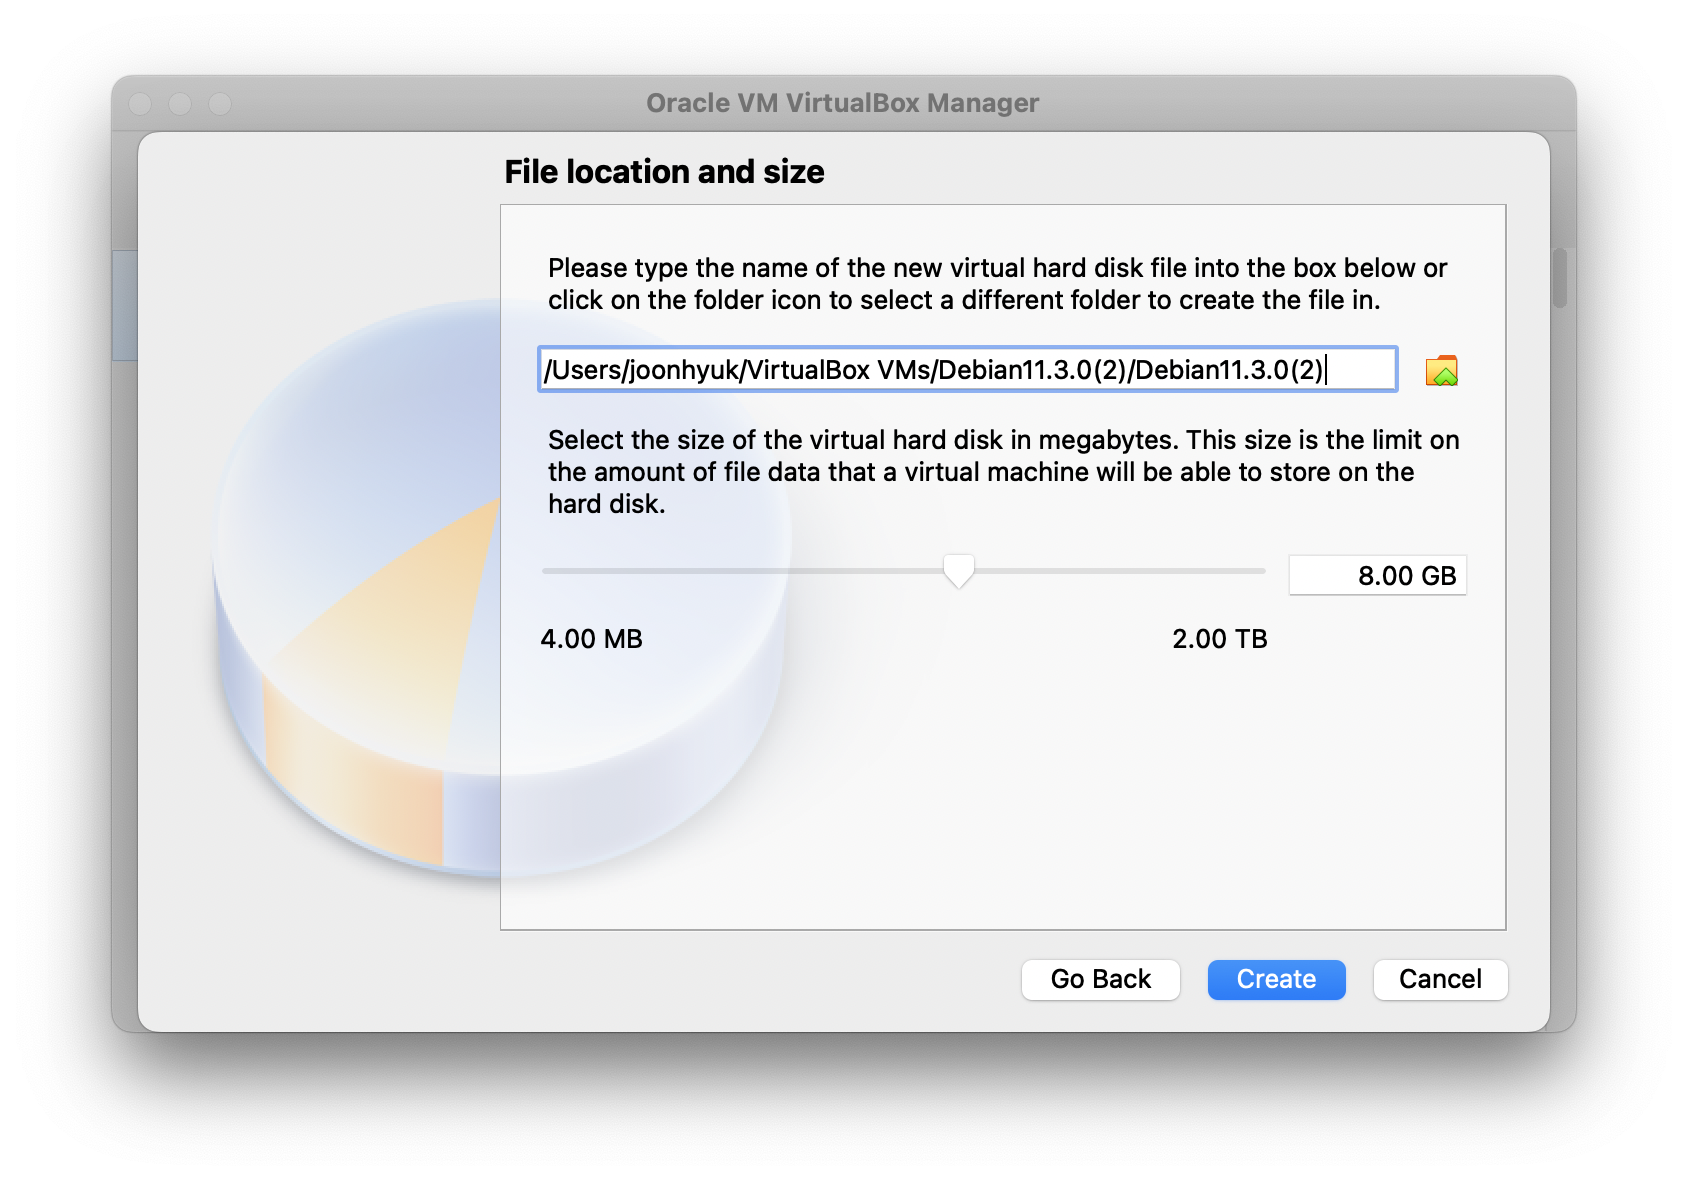 Oracle VM VirtualBox Manager
File location and size
Please type the name of the new virtual hard disk file into the box below or
click on the folder icon to select a different folder to create the file in.
/Users/joonhyuk/VirtualBox VMs/Debian11.3.0(2)/Debian11.3.0(2)
Select the size of the virtual hard disk in megabytes. This size is the limit on
the amount of file data that a virtual machine will be able to store on the
hard disk.
8.00 GB
4.00 MB
2.00 TB
Go Back
Create
Cancel